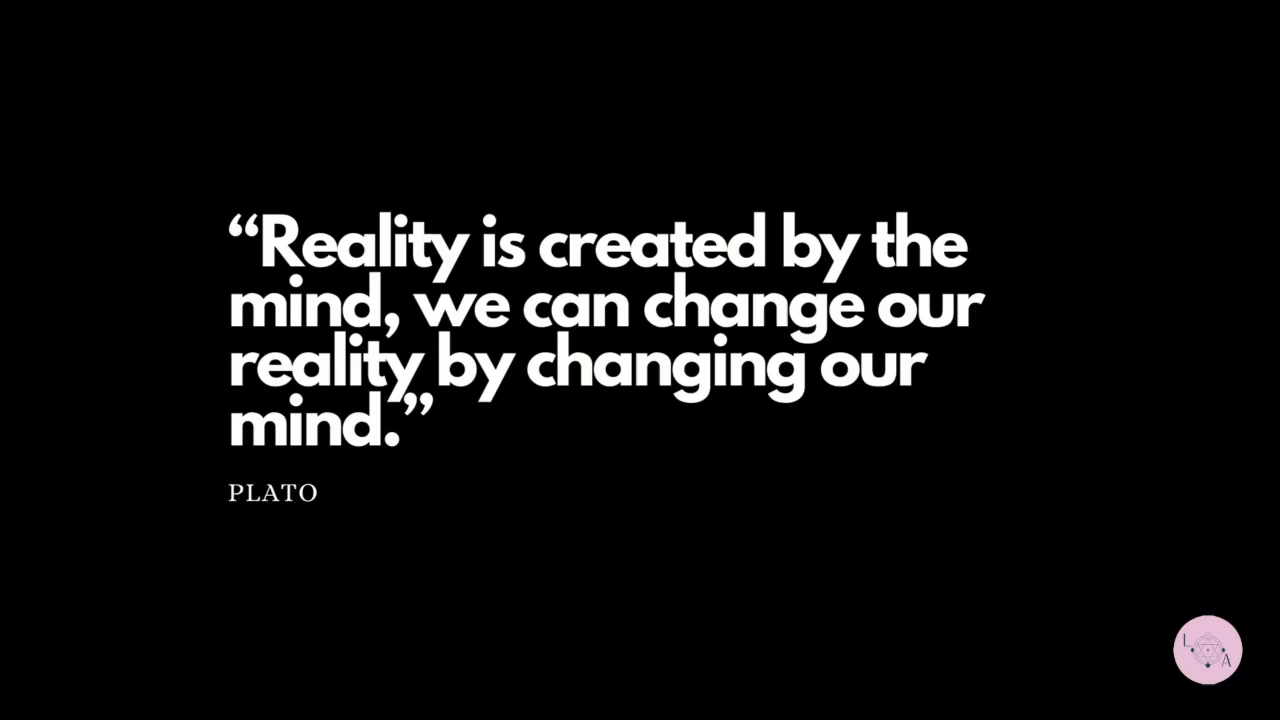 “Reality is created by the
mind, we can change our
reality by changing our
mind.”
PLATO
L
A